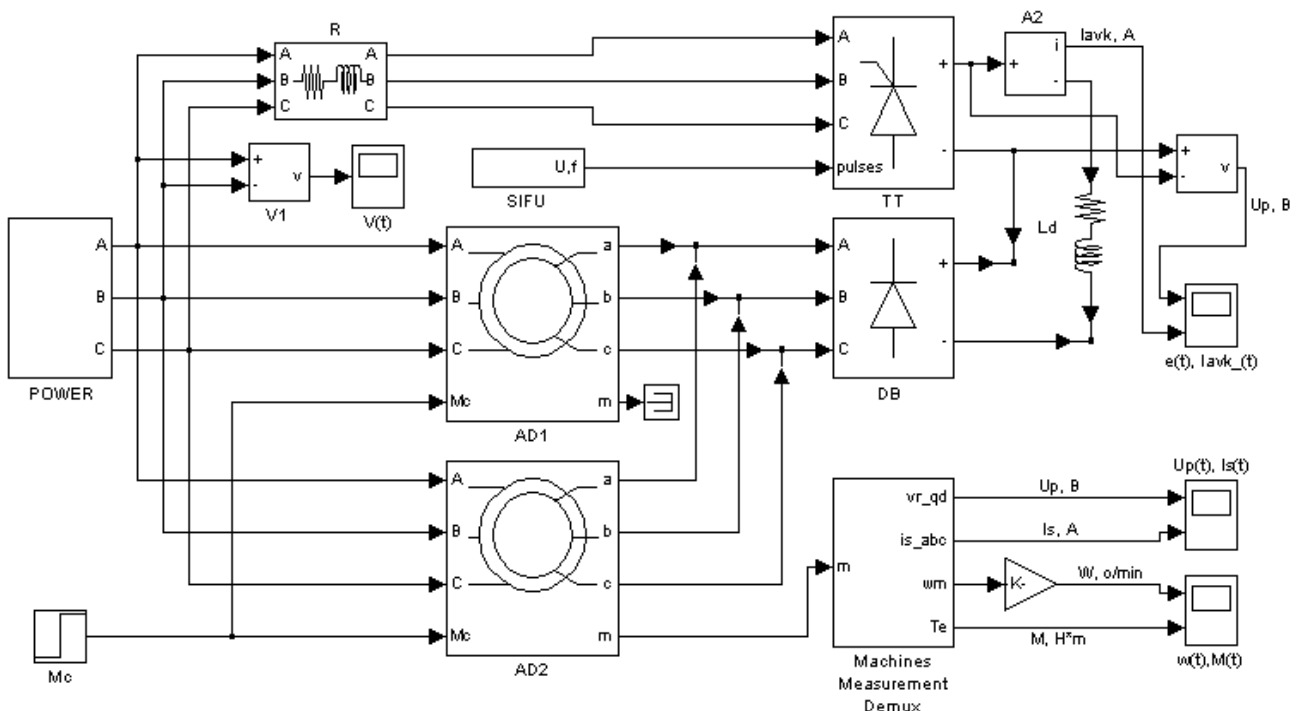 R
A A
B B
C C
A
B
C
pulses
+
-
TT
A2
Iavk, A
+
i
-
+
-
v
Up, B
U,f
SIFU
+
-
v
V1
V(t)
Ld
POWER
A
B
C
A a
B b
C c
Mc m
AD1
A
B
C
+
-
DB
e(t), Iavk_(t)
A a
B b
C c
Mc m
AD2
Mc
m
vr_qd
is_abc
wm
Te
Machines
Measurement
Demux
Up, B
Is, A
K-
W, o/min
M, H*m
Up(t), Is(t)
w(t),M(t)